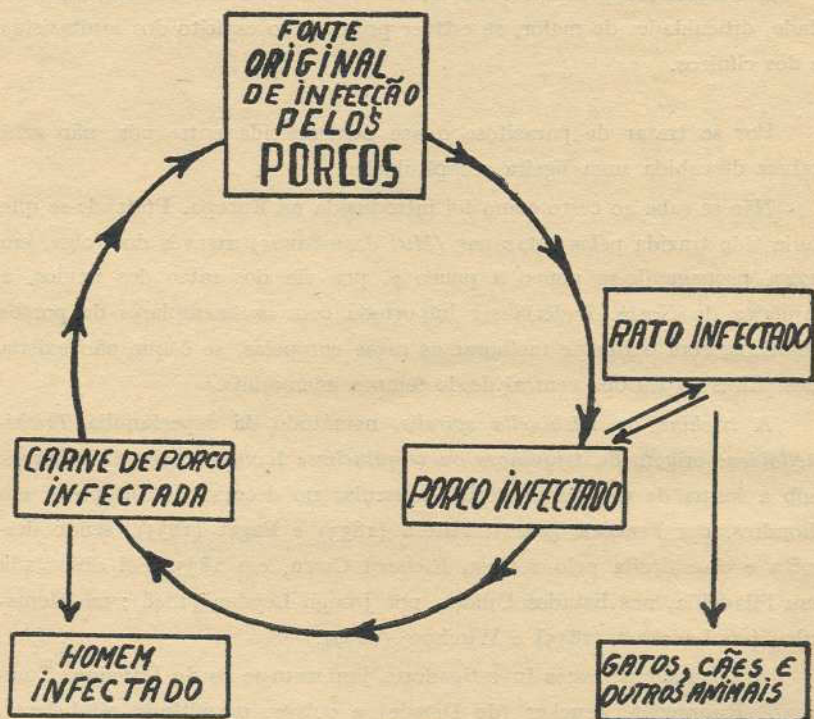 FONTE
ORIGINAL
DE INFECÇÃO
PELOS
PORCOS
RATO INFECTADO
CARNE DE PORCO
INFECTADA
PORCO INFECTADO
HOMEM
INFECTADO
GATOS, CÃES E
OUTROS ANIMAIS